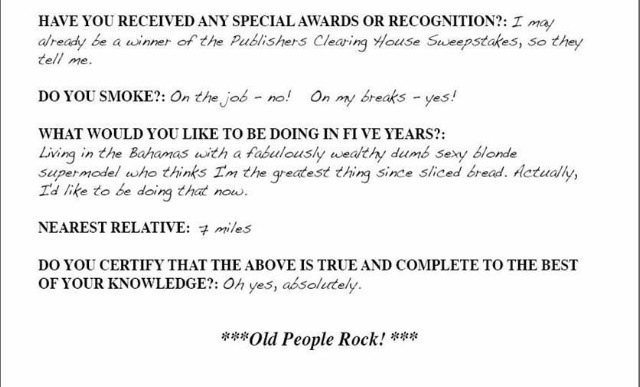 HAVE YOU RECEIVED ANY SPECIAL AWARDS OR RECOGNITION?: I may
already be a winner of the Publishers Clearing House Sweepstakes, so they
tell me.
DO YOU SMOKE?: On the job - no! On my breaks - yes!
WHAT WOULD YOU LIKE TO BE DOING IN FI VE YEARS?:
Living in the Bahamas with a fabulously wealthy dumb sexy blonde
supermodel who thinks I'm the greatest thing since sliced bread. Actually,
I'd like to be doing that now.
NEAREST RELATIVE: 7 miles
DO YOU CERTIFY THAT THE ABOVE IS TRUE AND COMPLETE TO THE BEST
OF YOUR KNOWLEDGE?: Oh yes, absolutely.
***Old People Rock! ***